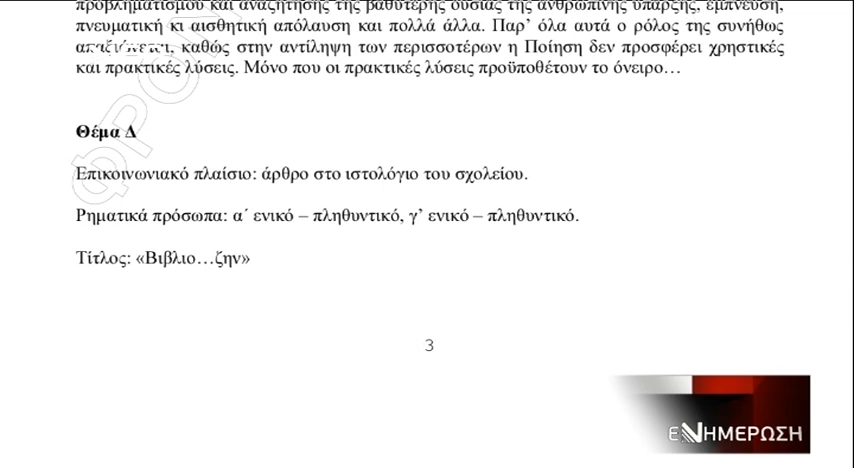 προβληματισμού και αναζήτησης της βαθύτερης ουσίας της ανθρώπινης ύπαρξης, έμπνευση,
πνευματική κι αισθητική απόλαυση και πολλά άλλα. Παρ’ όλα αυτά ο ρόλος της συνήθως
απαξιώνεται, καθώς στην αντίληψη των περισσοτέρων η Ποίηση δεν προσφέρει χρηστικές
και πρακτικές λύσεις. Μόνο που οι πρακτικές λύσεις προϋποθέτουν το όνειρο…
Θέμα Δ
Επικοινωνιακό πλαίσιο: άρθρο στο ιστολόγιο του σχολείου.
Ρηματικά πρόσωπα: α΄ ενικό – πληθυντικό, γ’ ενικό – πληθυντικό.
Τίτλος: «Βιβλιο…ζην»
3
ΕΝΗΜΕΡΩΣΗ
ΦΡΟΝ